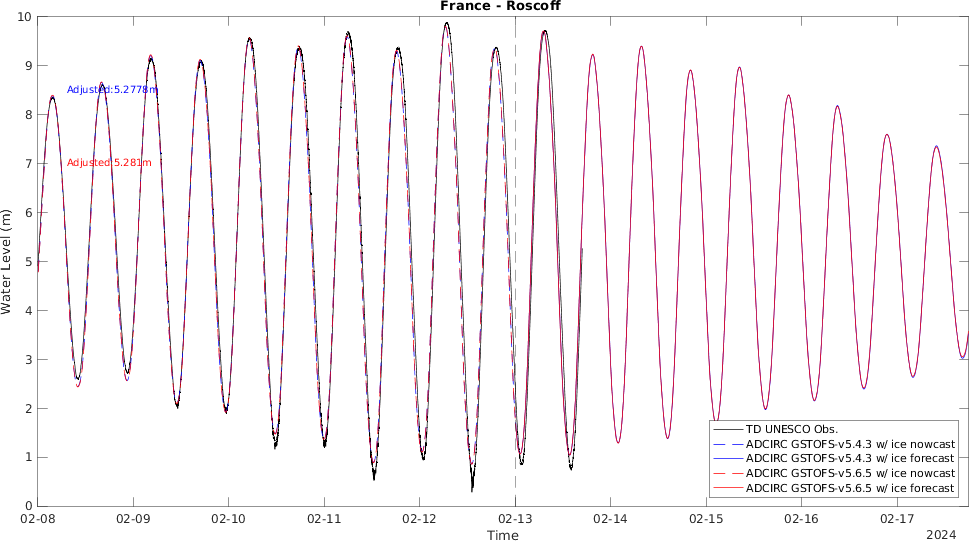 France - Roscoff
10
9
8
7
6
5
4
3
2
1
0
Water Level (m)
Adjusted:5.2778m
Adjusted:5.281m
TD UNESCO Obs.
ADCIRC GSTOFS-v5.4.3 w/ ice nowcast
ADCIRC GSTOFS-v5.4.3 w/ ice forecast
ADCIRC GSTOFS-v5.6.5 w/ ice nowcast
ADCIRC GSTOFS-v5.6.5 w/ ice forecast
02-08 02-09 02-10 02-11 02-12 02-13 02-14 02-15 02-16 02-17
Time
2024